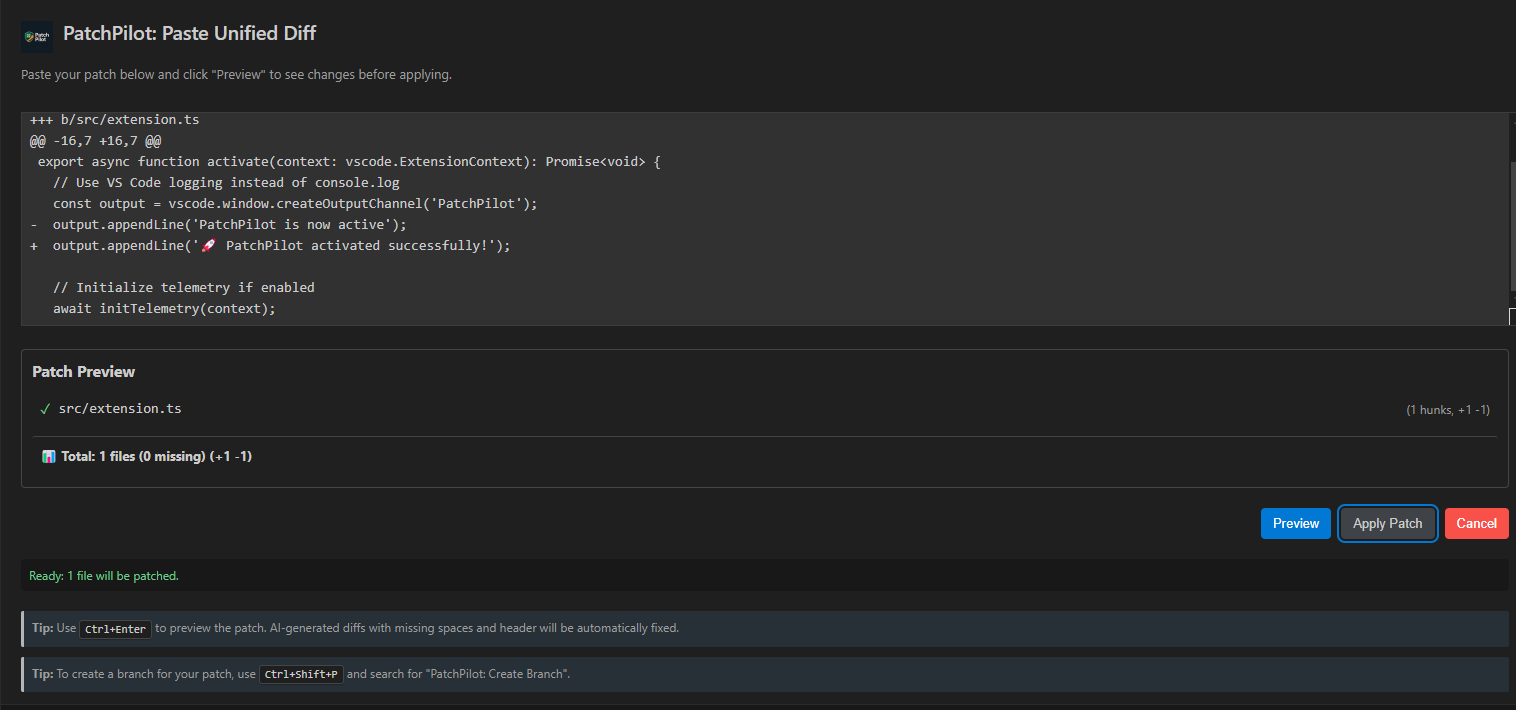 Patch
Pilot
PatchPilot: Paste Unified Diff
Paste your patch below and click "Preview" to see changes before applying.
+++ b/src/extension.ts
@@ -16,7 +16,7 @@
 export async function activate(context: vscode.ExtensionContext): Promise<void> {
   // Use VS Code logging instead of console.log
   const output = vscode.window.createOutputChannel('PatchPilot');
-  output.appendLine('PatchPilot is now active');
+  output.appendLine('🚀 PatchPilot activated successfully!');
   // Initialize telemetry if enabled
   await initTelemetry(context);
Patch Preview
✓ src/extension.ts (1 hunks, +1 -1)
📊 Total: 1 files (0 missing) (+1 -1)
Preview Apply Patch Cancel
Ready: 1 file will be patched.
Tip: Use Ctrl+Enter to preview the patch. AI-generated diffs with missing spaces and header will be automatically fixed.
Tip: To create a branch for your patch, use Ctrl+Shift+P and search for "PatchPilot: Create Branch".